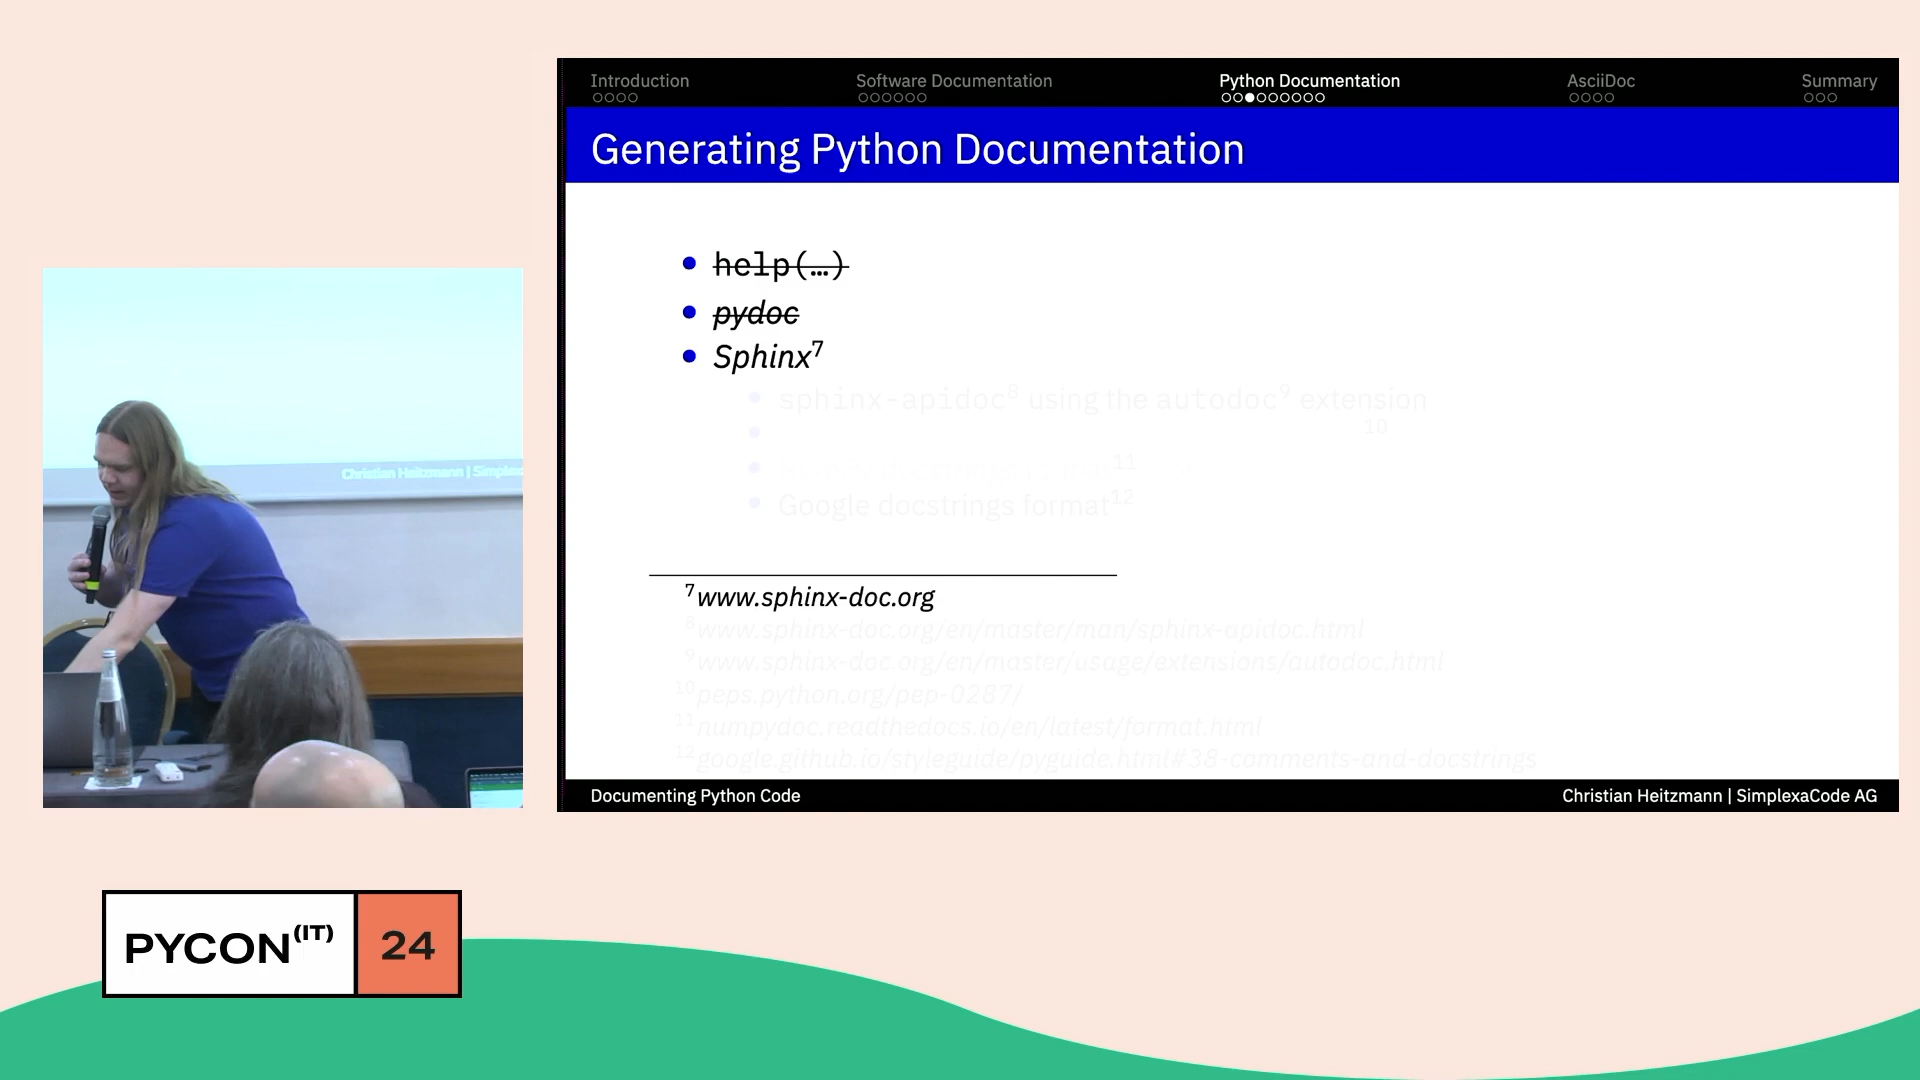 Introduction
Software Documentation
Python Documentation
AsciiDoc
Summary
Generating Python Documentation
help(…)
pydoc
Sphinx7
sphinx-apidoc8 using the autodoc9 extension
10
11
Google docstrings format12
7www.sphinx-doc.org
8www.sphinx-doc.org/en/master/man/sphinx-apidoc.html
9www.sphinx-doc.org/en/master/usage/extensions/autodoc.html
10peps.python.org/pep-0287/
11numpydoc.readthedocs.io/en/latest/format.html
12google.github.io/styleguide/pyguide.html#38-comments-and-docstrings
Documenting Python Code
Christian Heitzmann | SimplexaCode AG
Christian Heitzmann |
PYCON(IT) 24